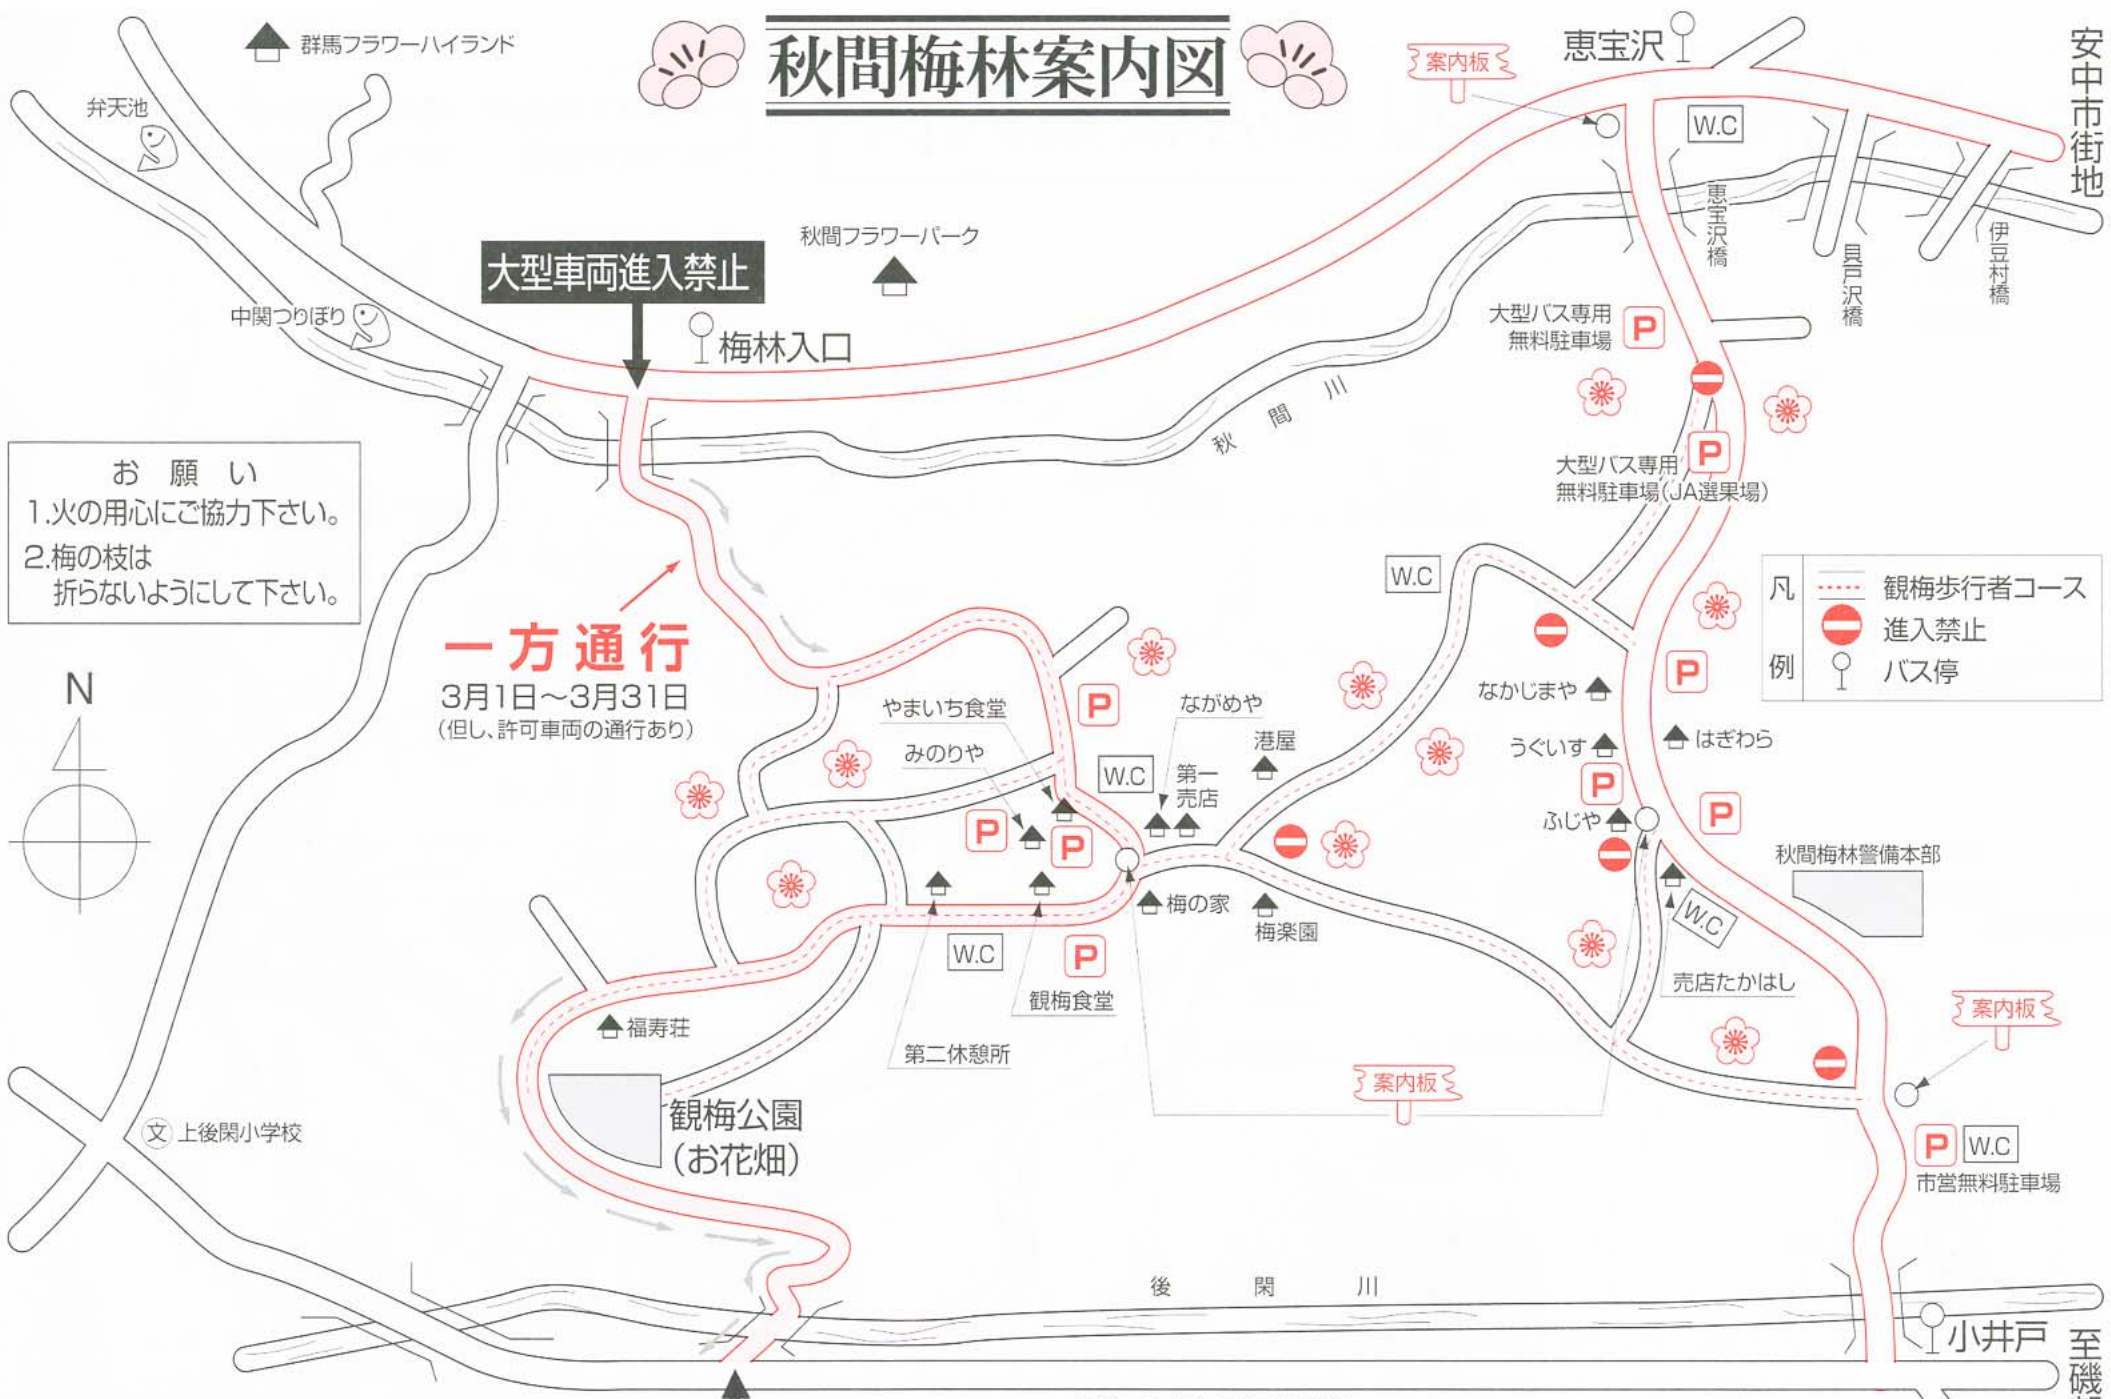 秋間梅林案内図
群馬フラワーハイランド
弁天池
案内板
恵宝沢
安中市街地
W.C
恵宝沢橋
貝戸沢橋
伊豆村橋
秋間フラワーパーク
大型車両進入禁止
梅林入口
中関つりぼり
大型バス専用
無料駐車場
P
秋間川
お願い
1.火の用心にご協力下さい。
2.梅の枝は
折らないようにして下さい。
P
大型バス専用
無料駐車場(JA選果場)
凡例
観梅歩行者コース
進入禁止
バス停
W.C
一方通行
3月1日～3月31日
(但し、許可車両の通行あり)
N
やまいち食堂
みのりや
P
ながめや
港屋
W.C
第一
売店
なかじまや
P
うぐいす
はぎわら
P
ふじや
P
P
P
秋間梅林警備本部
梅の家
梅楽園
W.C
W.C
P
観梅食堂
売店たかはし
第二休憩所
福寿荘
案内板
案内板
観梅公園
(お花畑)
文
上後閑小学校
P
W.C
市営無料駐車場
後閑川
小井戸
至磯